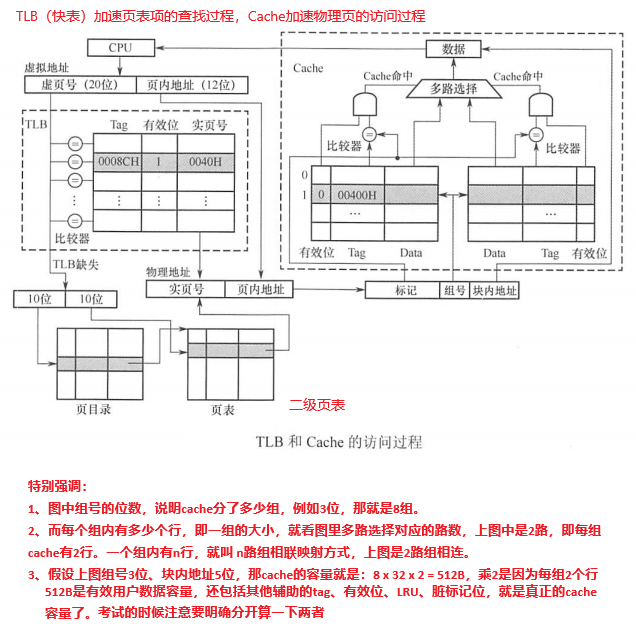 TLB（快表）加速页表项的查找过程，Cache加速物理页的访问过程
CPU
数据
虚拟地址
Cache
虚页号（20位） 页内地址（12位）
Cache命中
Cache命中
多路选择
TLB
Tag 有效位 实页号
=
=
=
比较器
比较器
=
0008CH 1 0040H
=
0
⋮
⋮ ⋮ ⋮
1 0 00400H
=
…
…
比较器
有效位 Tag Data
Data Tag 有效位
TLB缺失
物理地址
10位 10位
实页号 页内地址
标记 组号 块内地址
页目录
页表
二级页表
TLB 和 Cache 的访问过程
特别强调：
1、图中组号的位数，说明cache分了多少组，例如3位，那就是8组。
2、而每个组内有多少个行，即一组的大小，就看图里多路选择对应的路数，上图中是2路，即每组
cache有2行。一个组内有n行，就叫 n路组相联映射方式，上图是2路组相连。
3、假设上图组号3位、块内地址5位，那cache的容量就是：8 x 32 x 2 = 512B，乘2是因为每组2个行
512B是有效用户数据容量，还包括其他辅助的tag、有效位、LRU、脏标记位，就是真正的cache
容量了。考试的时候注意要明确分开算一下两者